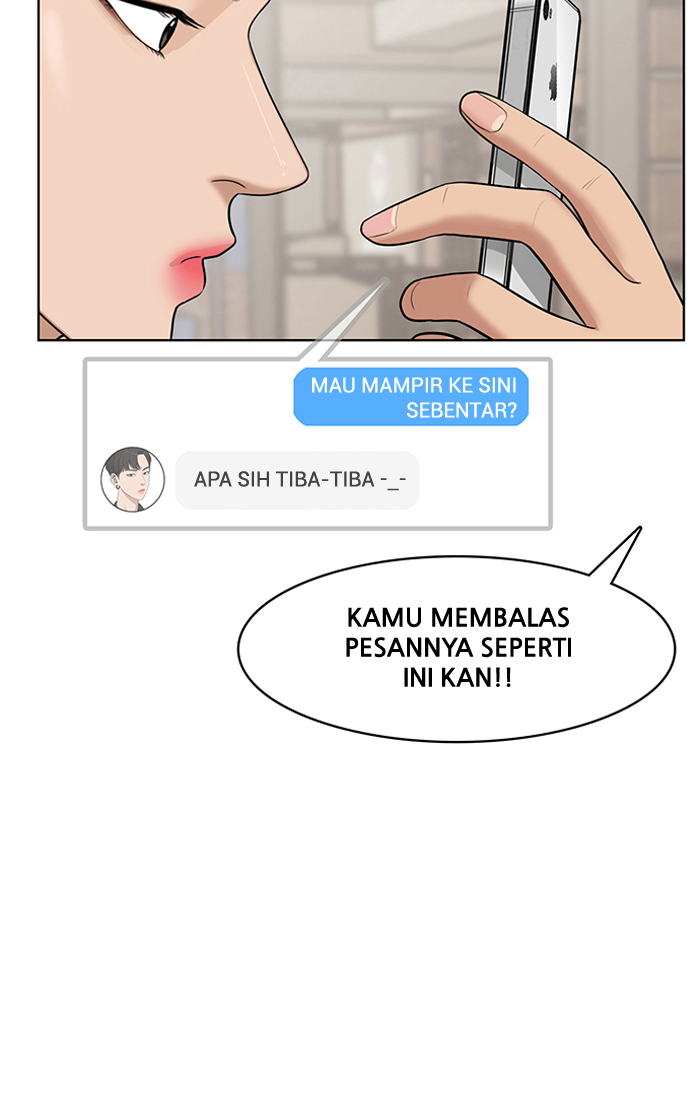 MAU MAMPIR KE SINI
SEBENTAR?
APA SIH TIBA-TIBA -_-
KAMU MEMBALAS
PESANNYA SEPERTI
INI KAN!!